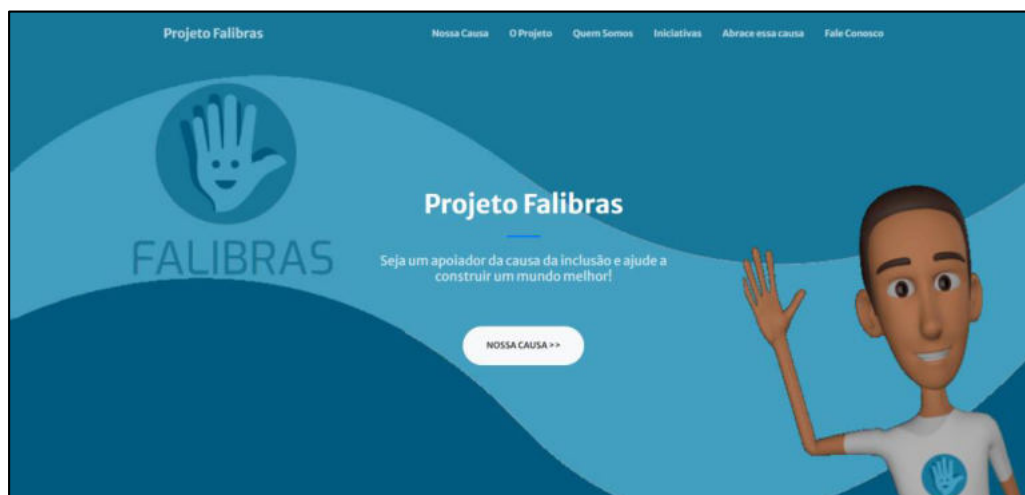 Projeto Falibras
Nossa Causa O Projeto Quem Somos Iniciativas Abrace essa causa Fale Conosco
FALIBRAS
Projeto Falibras
Seja um apoiador da causa da inclusão e ajude a
construir um mundo melhor!
NOSSA CAUSA >>